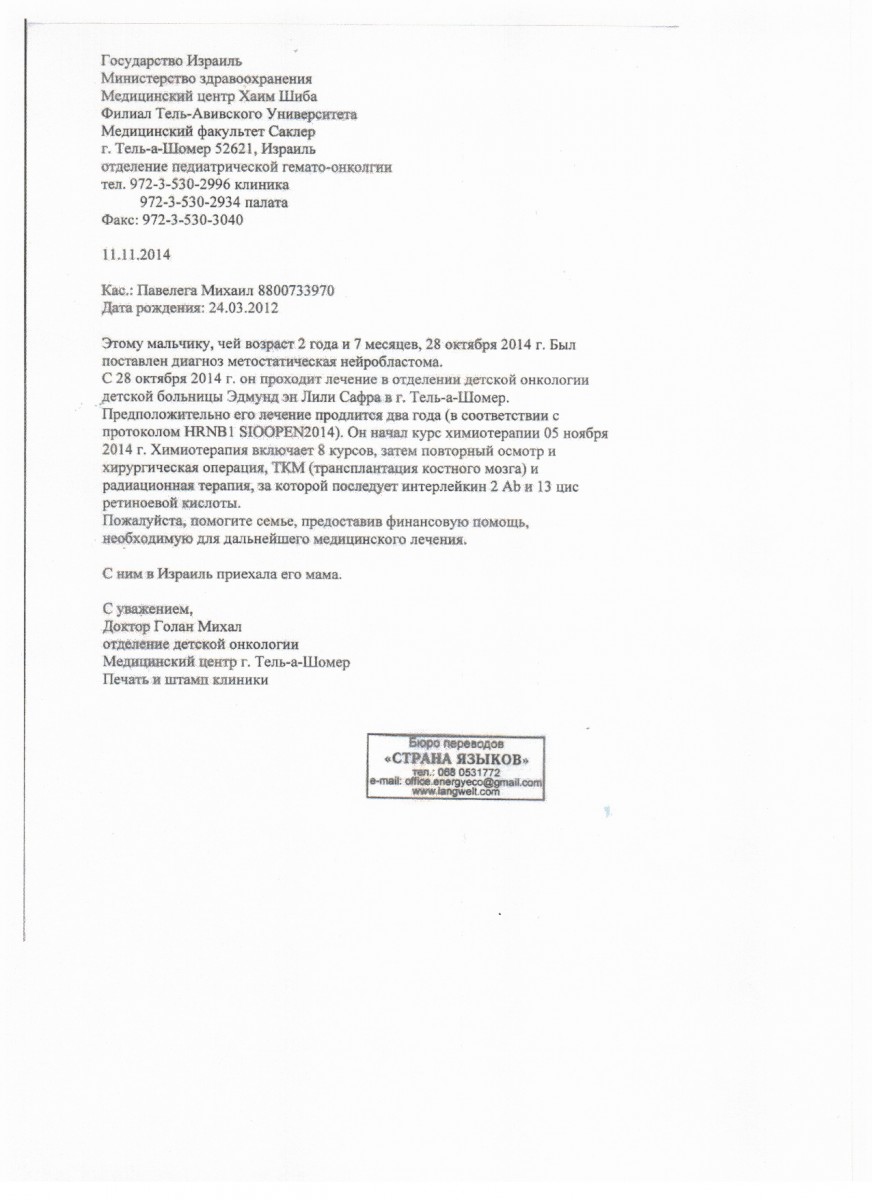 Государство Израиль
Министерство здравоохранения
Медицинский центр Хаим Шиба
Филиал Тель-Авивского Университета
Медицинский факультет Саклер
г. Тель-а-Шомер 52621, Израиль
отделение педиатрической гемато-онколгии
тел. 972-3-530-2996 клиника
972-3-530-2934 палата
Факс: 972-3-530-3040
11.11.2014
Кас.: Павелега Михаил 8800733970
Дата рождения: 24.03.2012
Этому мальчику, чей возраст 2 года и 7 месяцев, 28 октября 2014 г. Был
поставлен диагноз метостатическая нейробластома.
С 28 октября 2014 г. он проходит лечение в отделении детской онкологии
детской больницы Эдмунд эн Лили Сафра в г. Тель-а-Шомер.
Предположительно его лечение продлится два года (в соответствии с
протоколом HRNB1 SIOOPEN2014). Он начал курс химиотерапии 05 ноября
2014 г. Химиотерапия включает 8 курсов, затем повторный осмотр и
хирургическая операция, ТКМ (трансплантация костного мозга) и
радиационная терапия, за которой последует интерлейкин 2 Ab и 13 цис
ретиноевой кислоты.
Пожалуйста, помогите семье, предоставив финансовую помощь,
необходимую для дальнейшего медицинского лечения.
С ним в Израиль приехала его мама.
С уважением,
Доктор Голан Михал
отделение детской онкологии
Медицинский центр г. Тель-а-Шомер
Печать и штамп клиники
Бюро переводов
«СТРАНА ЯЗЫКОВ»
тел.: 068 0531772
e-mail: office.energyeco@gmail.com
www.langwelt.com